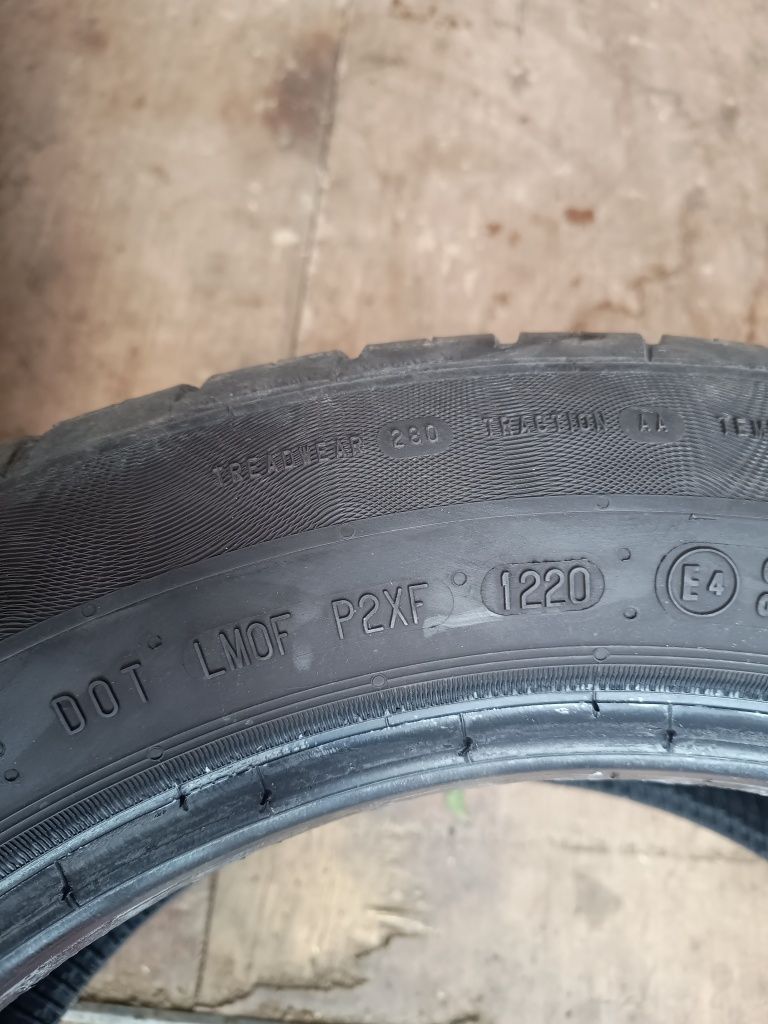 TREADWEAR 280 TRACTION AA
DOT LMOF P2XF 1220 E4